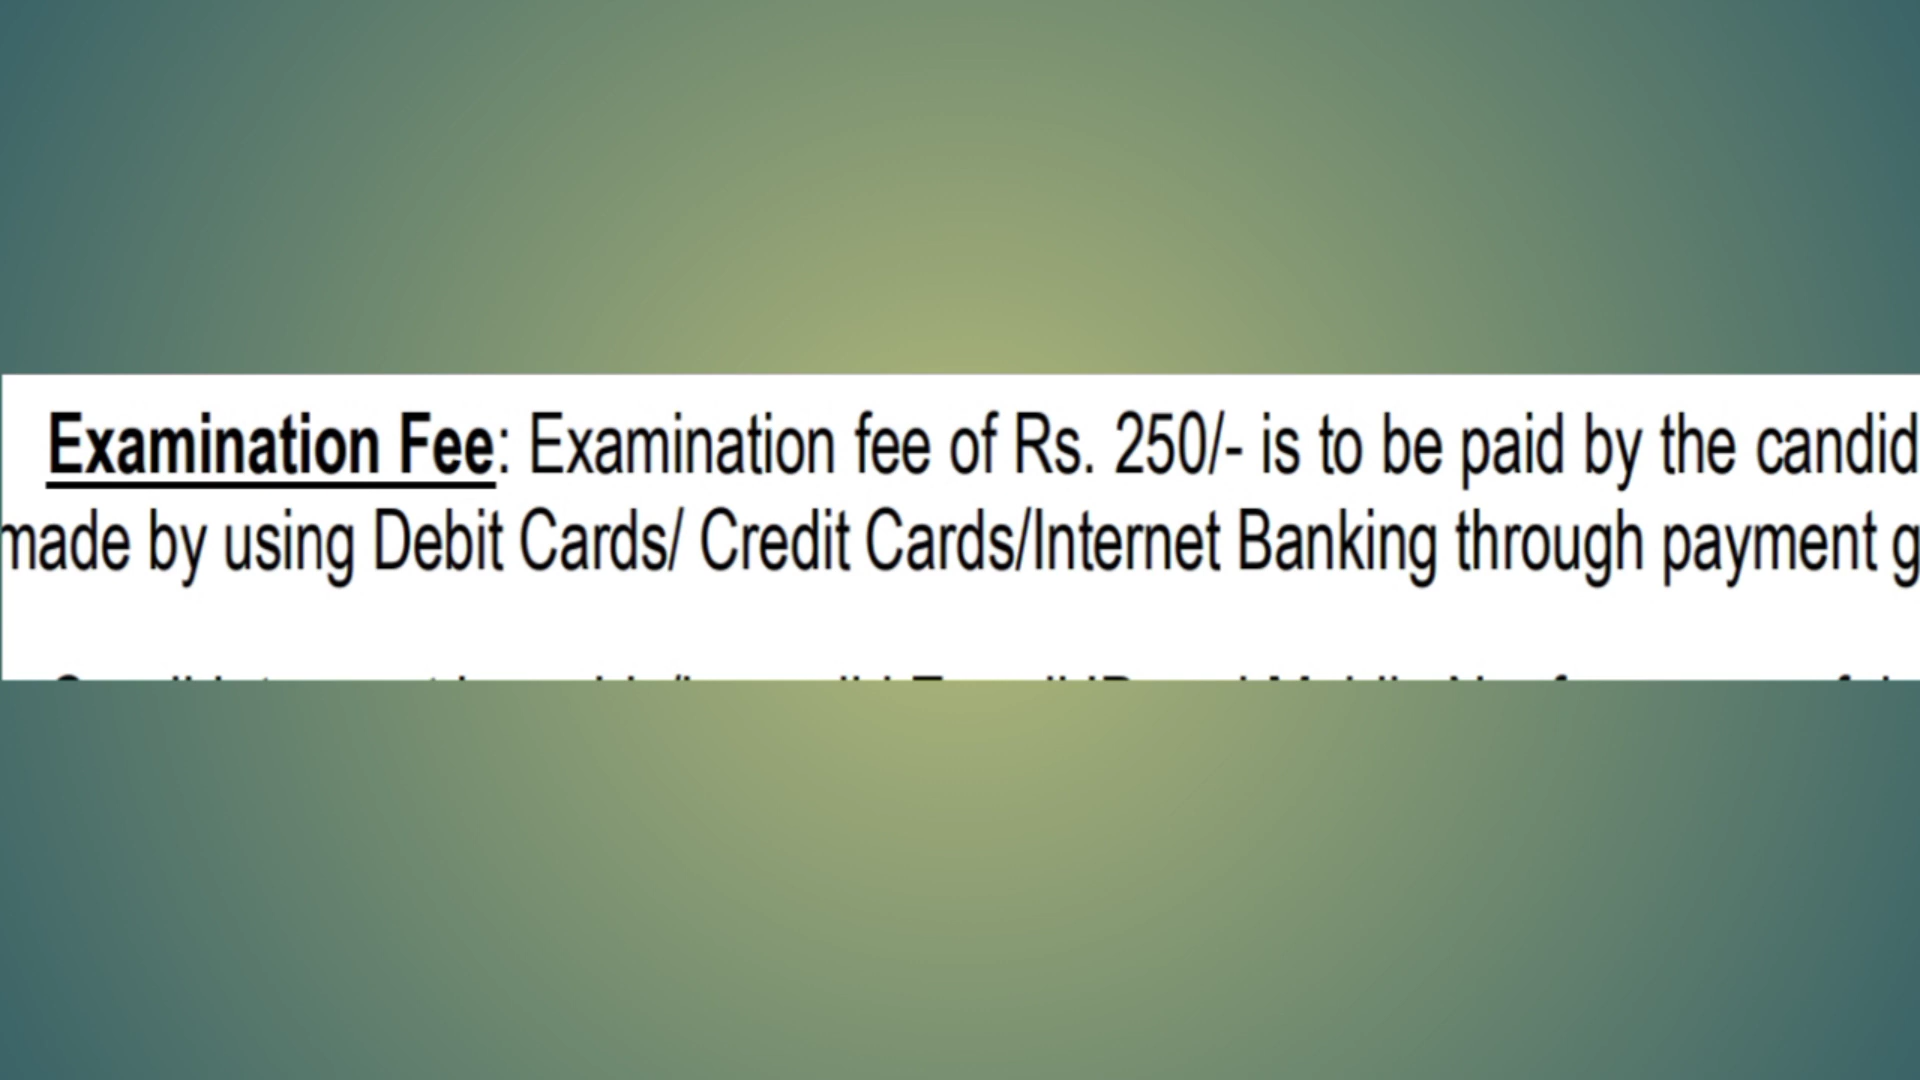 Examination Fee: Examination fee of Rs. 250/- is to be paid by the candid
made by using Debit Cards/ Credit Cards/Internet Banking through payment g